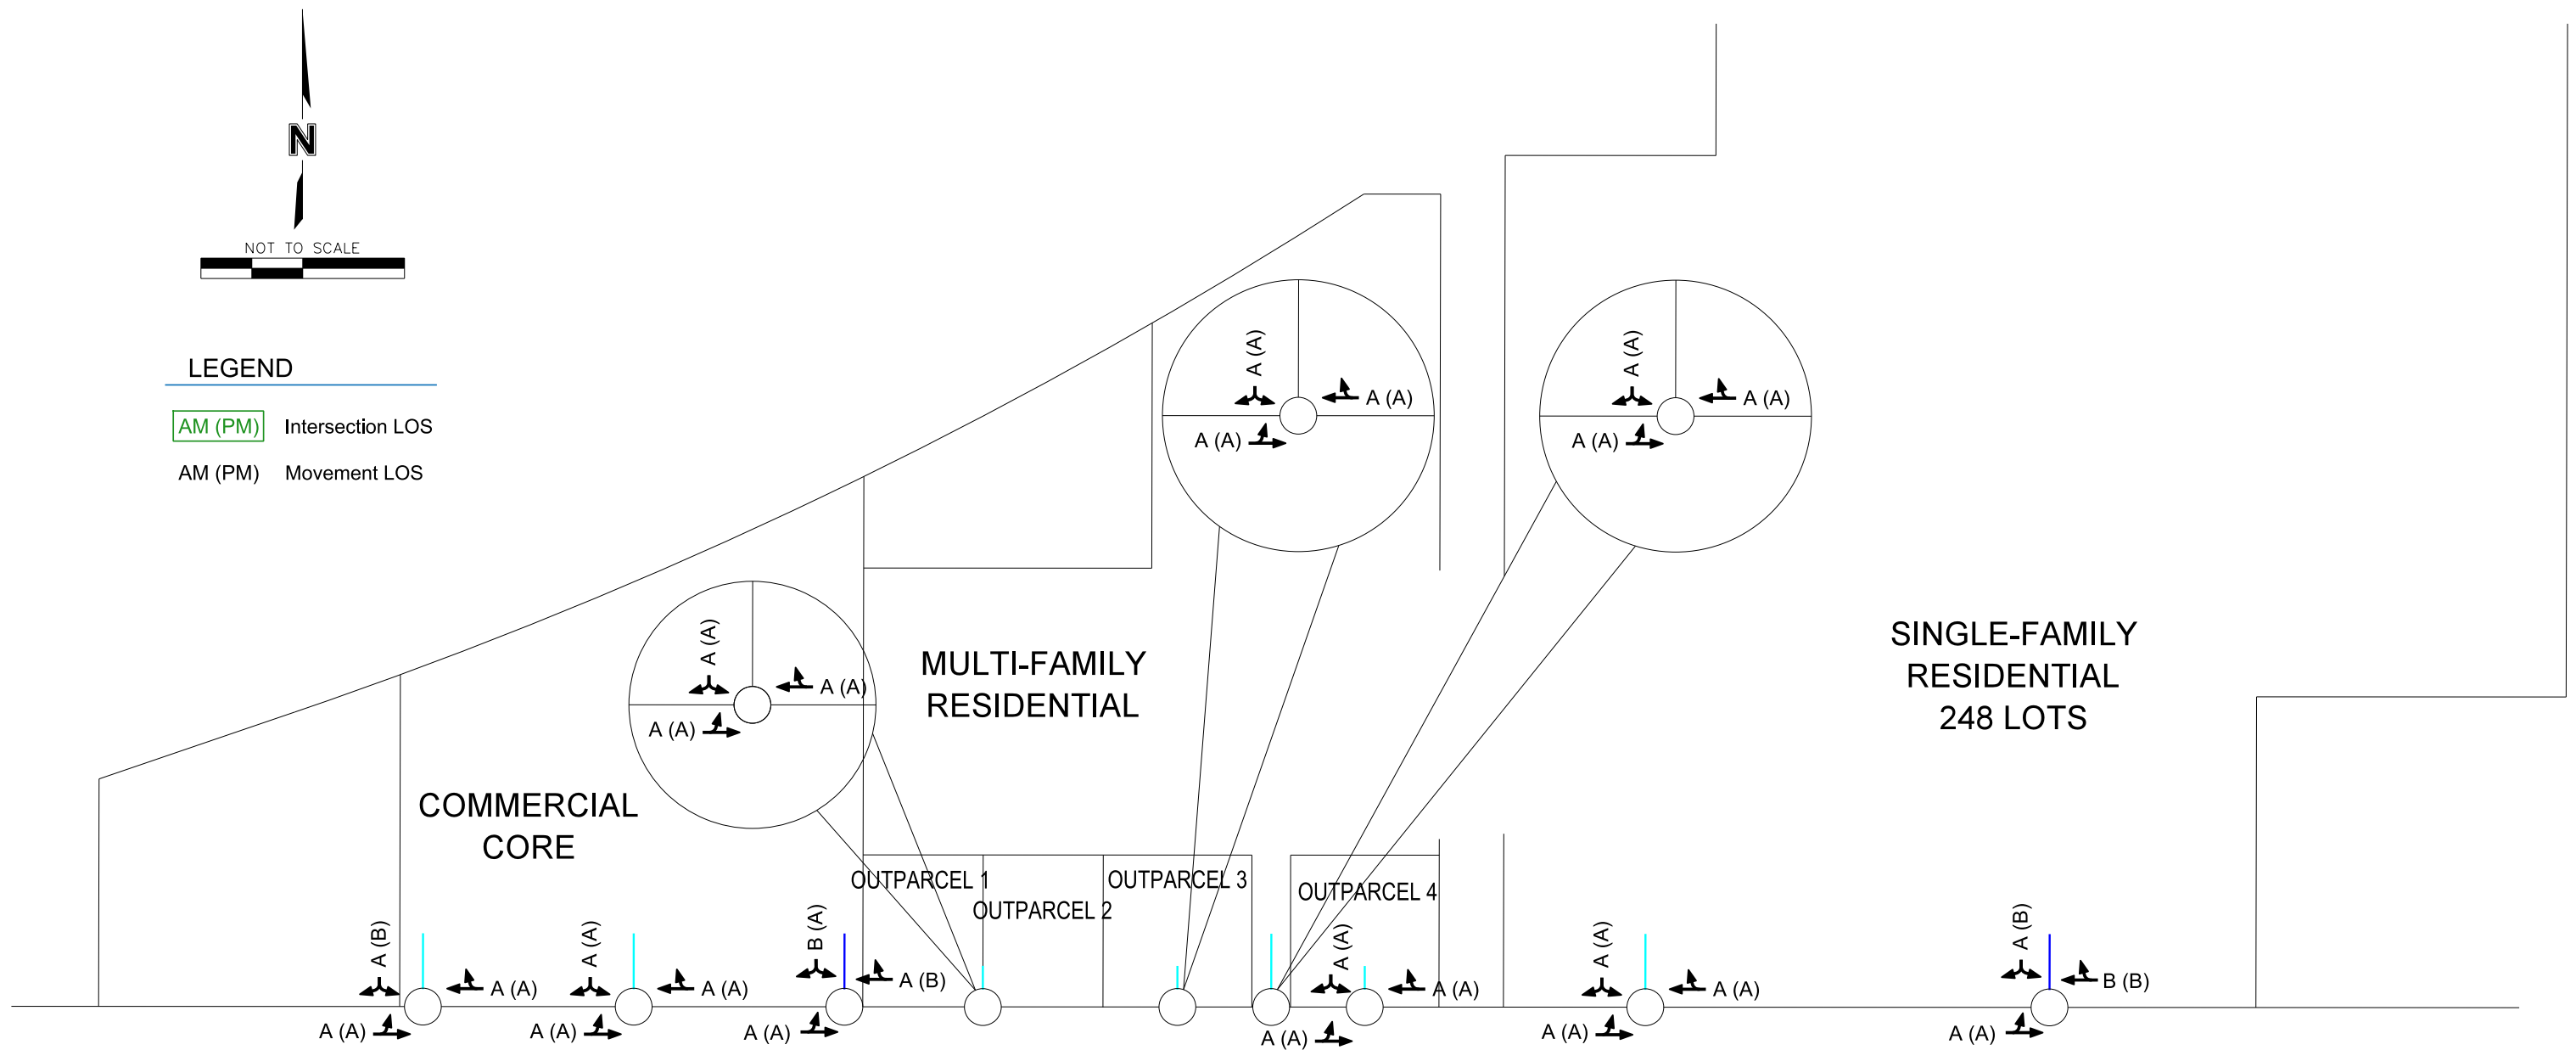 N
NOT TO SCALE
LEGEND
AM (PM) Intersection LOS
AM (PM) Movement LOS
A (A)
A (A)
A (A)
A (A)
A (A)
A (A)
A (A)
A (A)
A (A)
MULTI-FAMILY
RESIDENTIAL
SINGLE-FAMILY
RESIDENTIAL
248 LOTS
COMMERCIAL
CORE
OUTPARCEL 1
OUTPARCEL 2
OUTPARCEL 3
OUTPARCEL 4
A (B)
A (A)
A (A)
A (A)
A (A)
A (A)
B (A)
A (B)
A (A)
A (A)
A (A)
A (A)
A (A)
A (A)
A (A)
A (B)
B (B)
A (A)